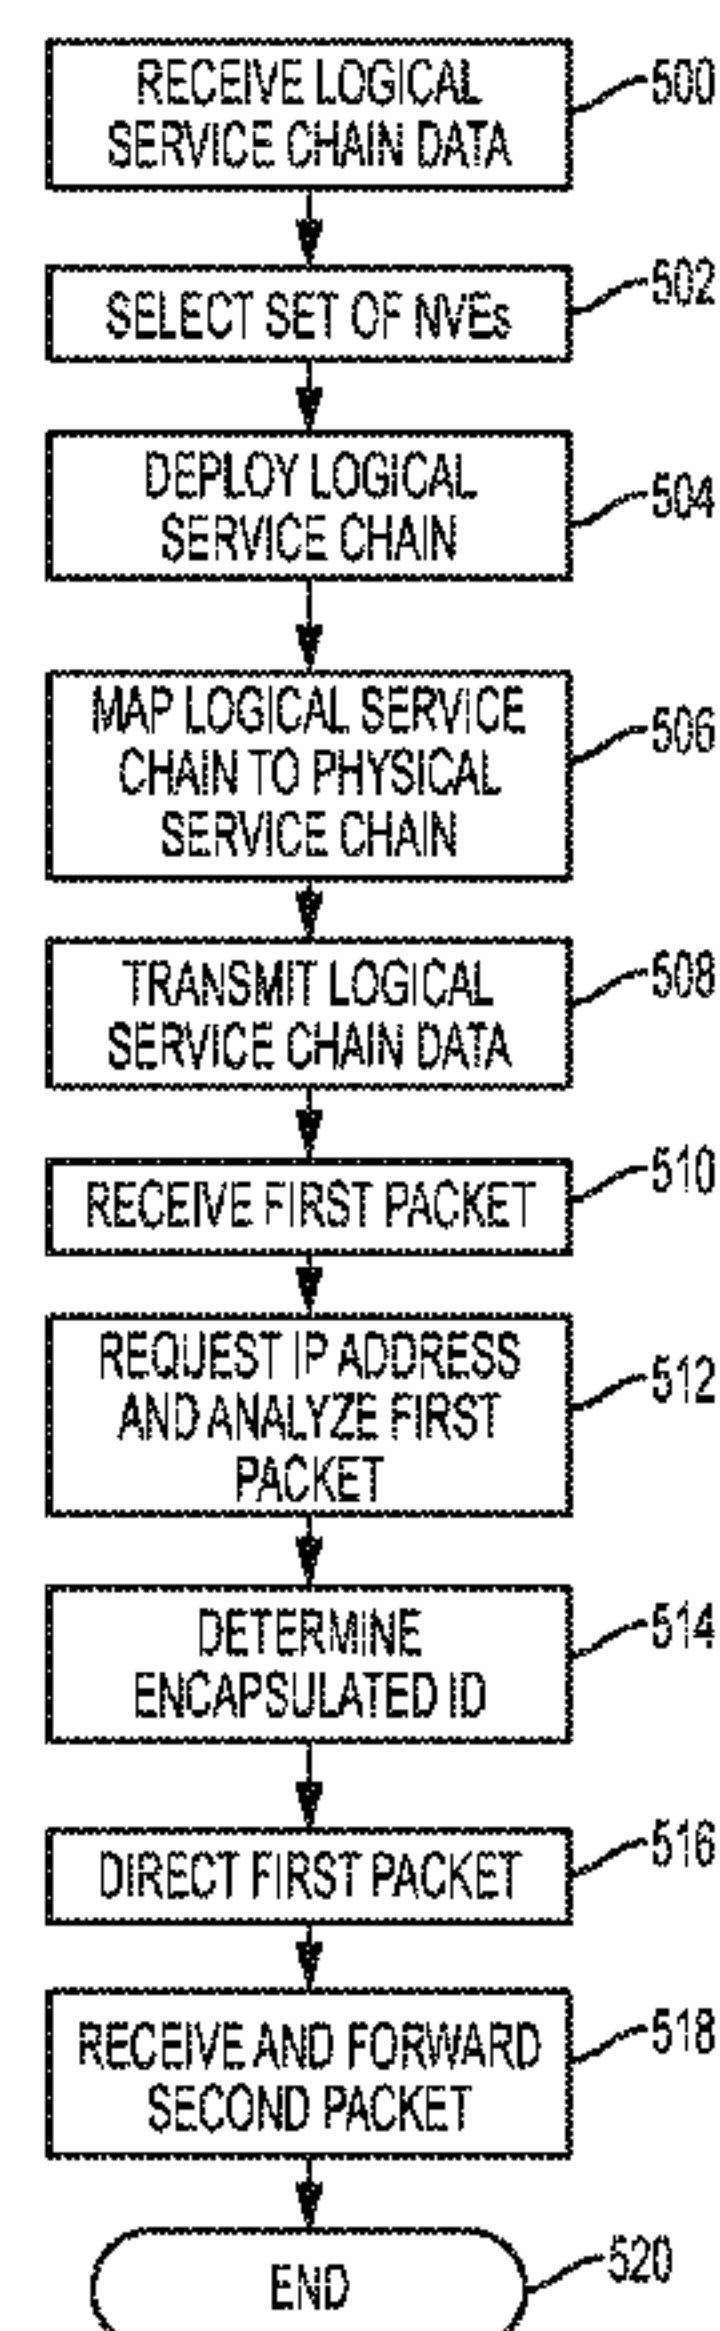 RECEIVE LOGICAL
SERVICE CHAIN DATA
500
SELECT SET OF NVEs
502
DEPLOY LOGICAL
SERVICE CHAIN
504
MAP LOGICAL SERVICE
CHAIN TO PHYSICAL
SERVICE CHAIN
506
TRANSMIT LOGICAL
SERVICE CHAIN DATA
508
RECEIVE FIRST PACKET
510
REQUEST IP ADDRESS
AND ANALYZE FIRST
PACKET
512
DETERMINE
ENCAPSULATED ID
514
DIRECT FIRST PACKET
516
RECEIVE AND FORWARD
SECOND PACKET
518
END
520